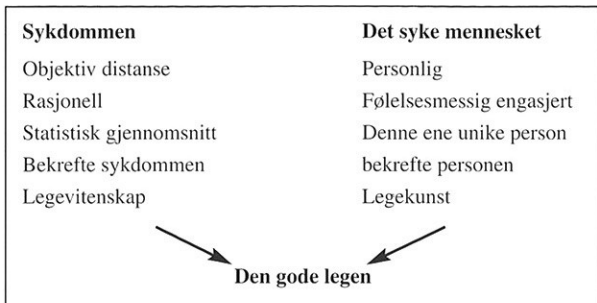 Sykdommen
Objektiv distanse
Rasjonell
Statistisk gjennomsnitt
Bekrefte sykdommen
Legevitenskap
Det syke mennesket
Personlig
Følelsesmessig engasjert
Denne ene unike person
bekrefte personen
Legekunst
Den gode legen